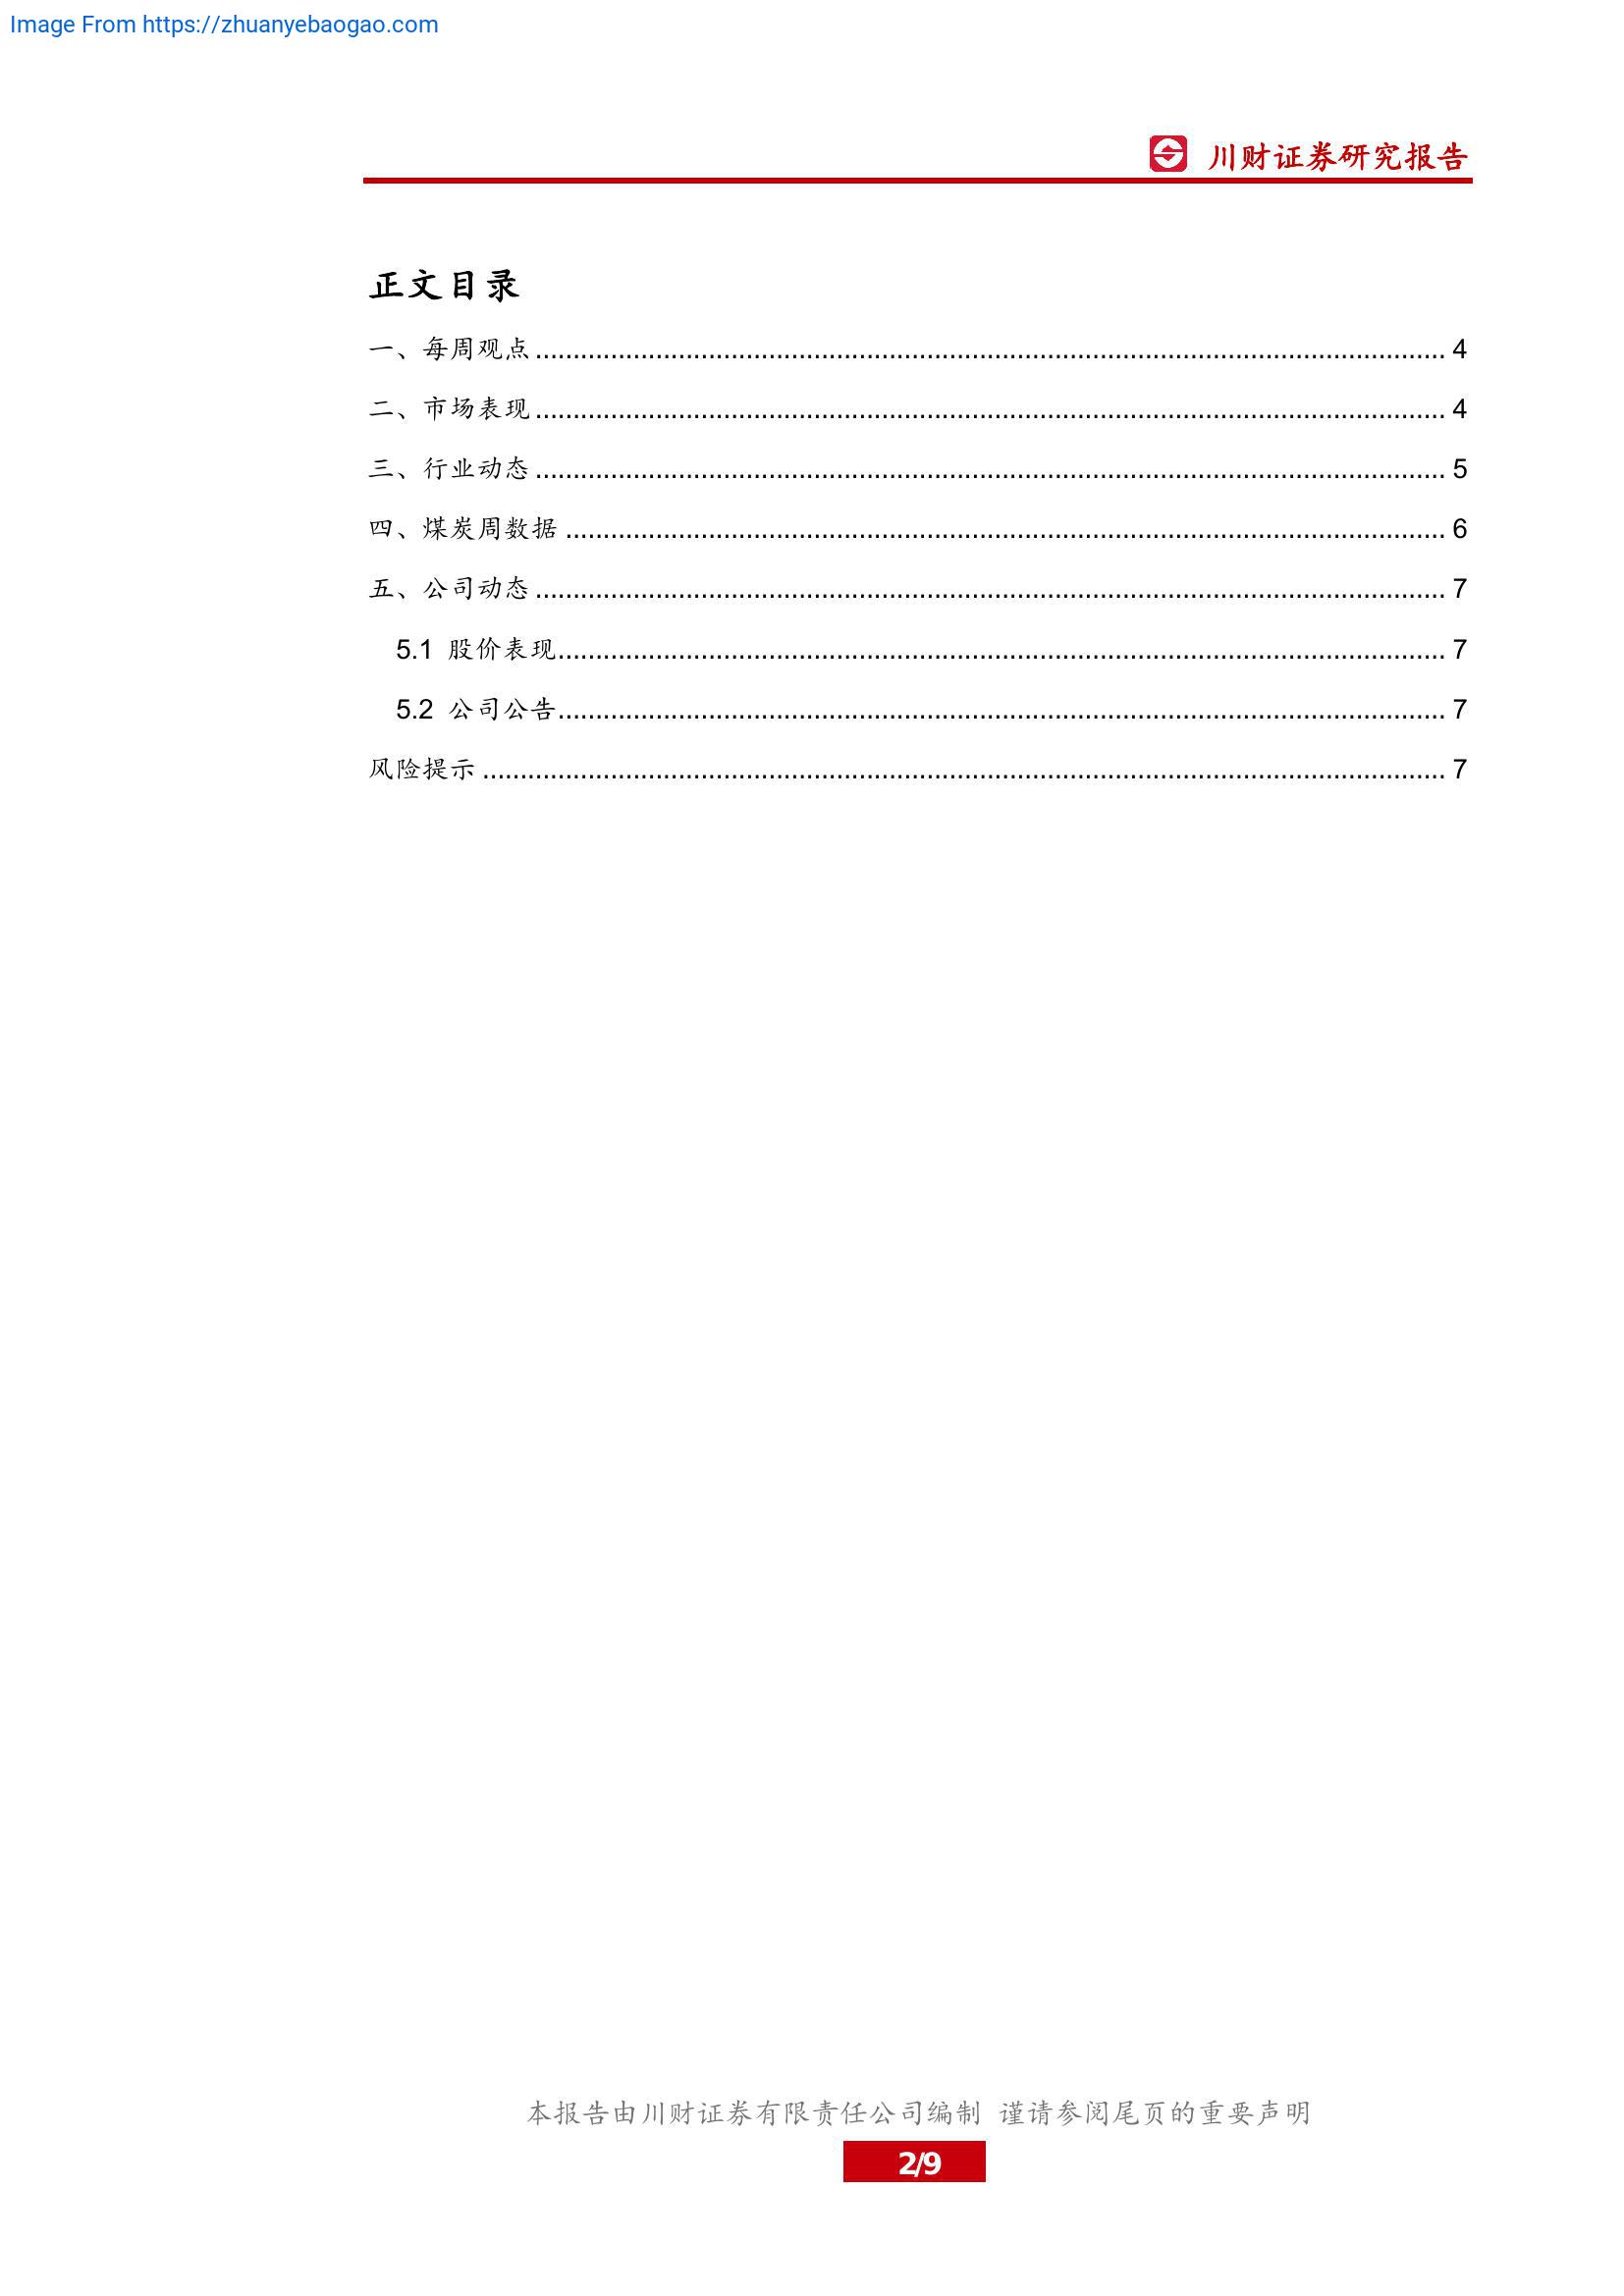 Image From https://zhuanyebaogao.com
川财证券研究报告
正文目录
一、每周观点 ........................................................................ 4
二、市场表现 ........................................................................ 4
三、行业动态 ........................................................................ 5
四、煤炭周数据 ........................................................................ 6
五、公司动态 ........................................................................ 7
5.1 股价表现 ........................................................................ 7
5.2 公司公告 ........................................................................ 7
风险提示 ........................................................................ 7
本报告由川财证券有限责任公司编制 谨请参阅尾页的重要声明
2/9